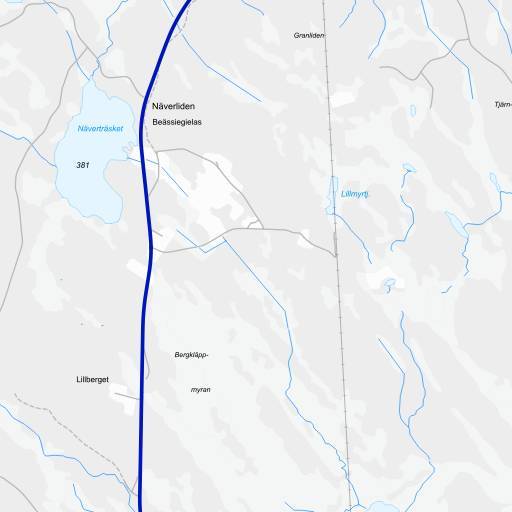 Granliden
Näverliden
Beässiegielas
Tjärn-
Näverträsket
381
Lillmyrtj.
Bergkläpp-
myran
Lillberget